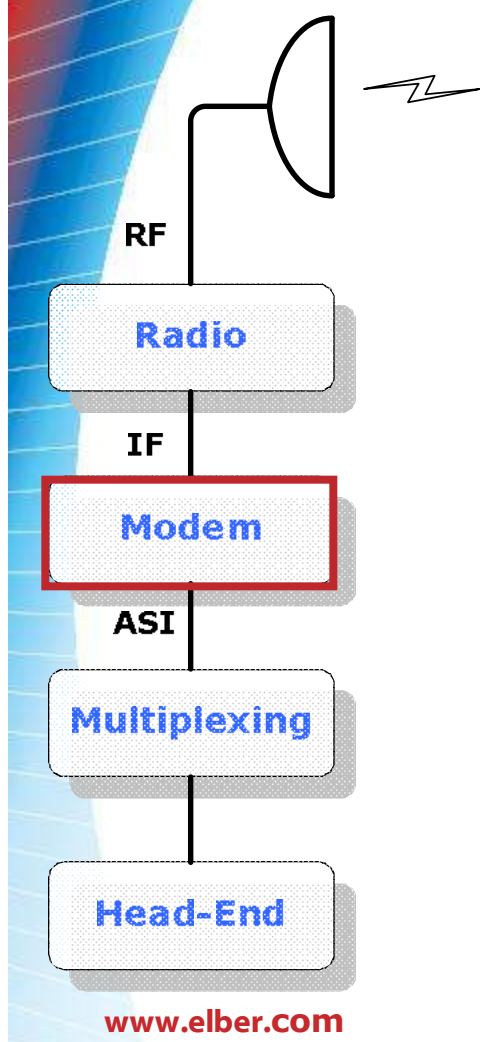 RF
Radio
IF
Modem
ASI
Multiplexing
Head-End
www.elber.com